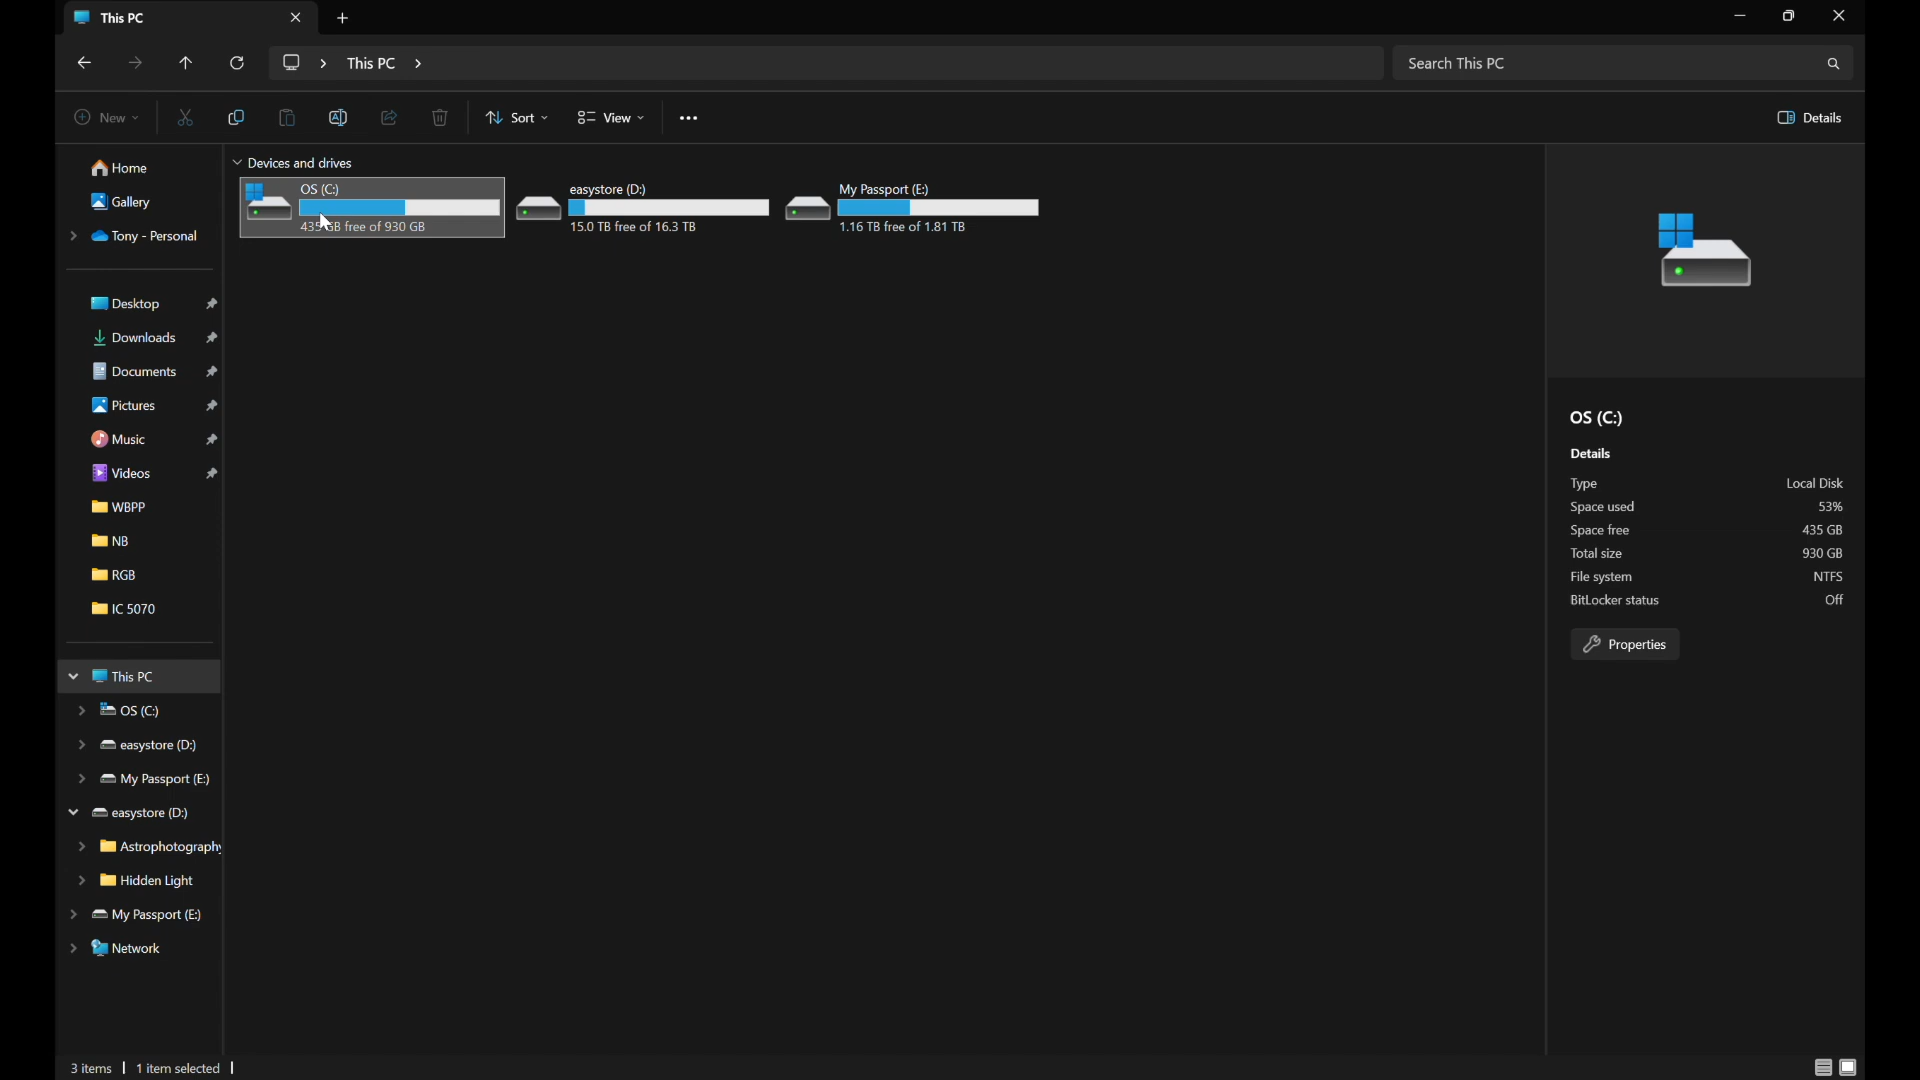 This PC
This PC
Search This PC
New
Sort
View
Details
Home
Gallery
Tony - Personal
Desktop
Downloads
Documents
Pictures
Music
Videos
WBPP
NB
RGB
IC 5070
This PC
OS (C:)
easystore (D:)
My Passport (E:)
easystore (D:)
Astrophotography
Hidden Light
My Passport (E:)
Network
Devices and drives
OS (C:)
435 GB free of 930 GB
easystore (D:)
15.0 TB free of 16.3 TB
My Passport (E:)
1.16 TB free of 1.81 TB
OS (C:)
Details
Type Local Disk
Space used 53%
Space free 435 GB
Total size 930 GB
File system NTFS
BitLocker status Off
Properties
3 items 1 item selected